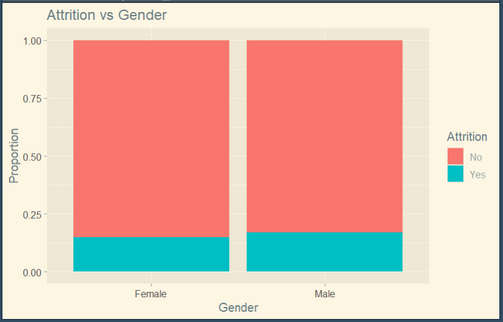 Attrition vs Gender
1.00
0.75
0.50
0.25
0.00
Proportion
Female Male
Gender
Attrition
No
Yes